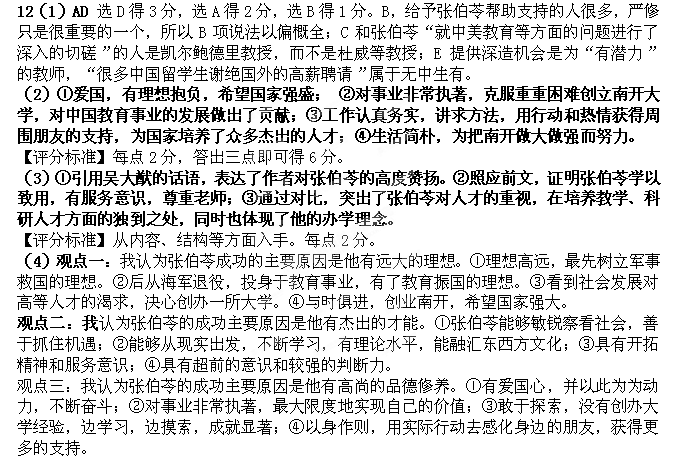 12（1）AD 选D得3分，选A得2分，选B得1分。B，给予张伯苓帮助支持的人很多，严修
只是很重要的一个，所以 B 项说法以偏概全；C 和张伯苓“就中美教育等方面的问题进行了
深入的切磋”的人是凯尔鲍德里教授，而不是杜威等教授；E 提供深造机会是为“有潜力”
的教师，“很多中国留学生谢绝国外的高薪聘请”属于无中生有。
（2）①爱国，有理想抱负，希望国家强盛； ②对事业非常执著，克服重重困难创立南开大
学，对中国教育事业的发展做出了贡献；③工作认真务实，讲求方法，用行动和热情获得周
围朋友的支持，为国家培养了众多杰出的人才；④生活简朴，为把南开做大做强而努力。
【评分标准】每点2分，答出三点即可得6分。
（3）①引用吴大猷的话语，表达了作者对张伯苓的高度赞扬。②照应前文，证明张伯苓学以
致用，有服务意识，尊重老师；③通过对比，突出了张伯苓对人才的重视，在培养教学、科
研人才方面的独到之处，同时也体现了他的办学理念。
【评分标准】从内容、结构等方面入手。每点2分。
（4）观点一：我认为张伯苓成功的主要原因是他有远大的理想。①理想高远，最先树立军事
救国的理想。②后从海军退役，投身于教育事业，有了教育振国的理想。③看到社会发展对
高等人才的渴求，决心创办一所大学。④与时俱进，创业南开，希望国家强大。
观点二：我认为张伯苓的成功主要原因是他有杰出的才能。①张伯苓能够敏锐察看社会，善
于抓住机遇；②能够从现实出发，不断学习，有理论水平，能融汇东西方文化；③具有开拓
精神和服务意识；④具有超前的意识和较强的判断力。
观点三：我认为张伯苓的成功主要原因是他有高尚的品德修养。①有爱国心，并以此为为动
力，不断奋斗；②对事业非常执著，最大限度地实现自己的价值；③敢于探索，没有创办大
学经验，边学习，边摸索，成就显著；④以身作则，用实际行动去感化身边的朋友，获得更
多的支持。